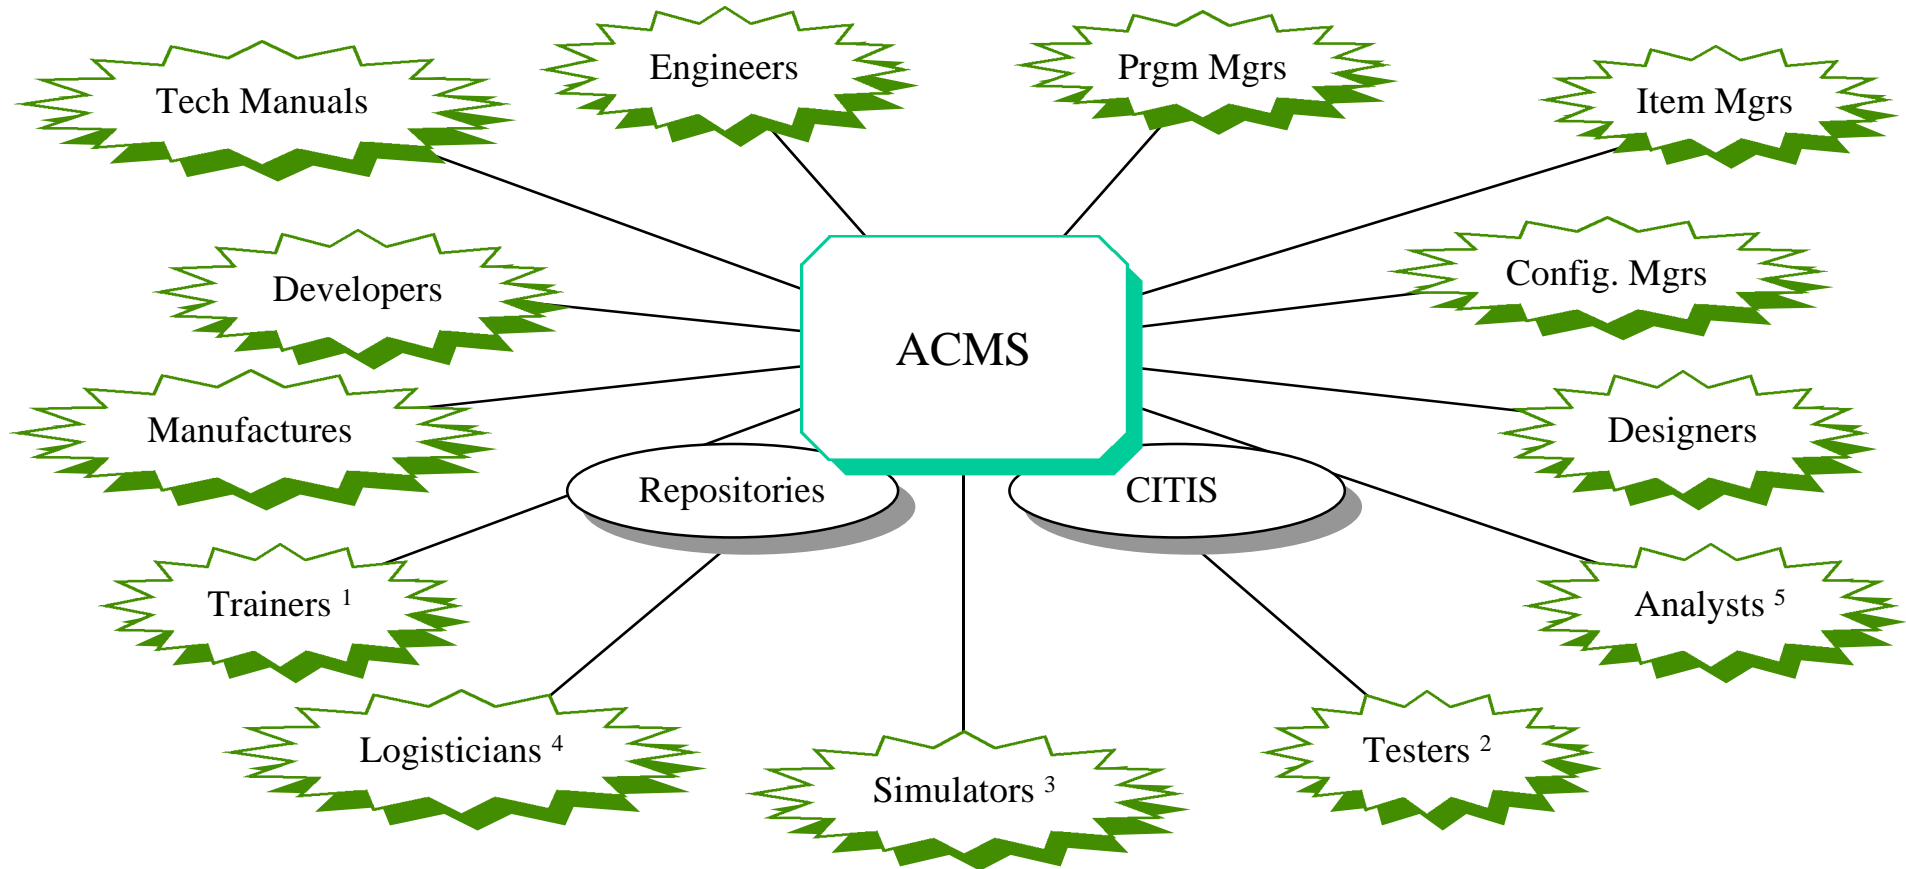 Engineers
Prgm Mgrs
Tech Manuals
Item Mgrs
Developers
Config. Mgrs
ACMS
Manufactures
Designers
Repositories
CITIS
Trainers 1
Analysts 5
Logisticians 4
Testers 2
Simulators 3